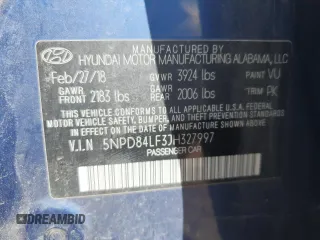 MANUFACTURED BY
HYUNDAI MOTOR MANUFACTURING ALABAMA, LLC
Feb/27/18 GVWR 3924 lbs PAINT VU
GAWR FRONT 2183 lbs GAWR REAR 2006 lbs TRIM PK
THIS VEHICLE CONFORMS TO ALL APPLICABLE
FEDERAL MOTOR VEHICLE SAFETY, BUMPER,
AND THEFT PREVENTION STANDARDS IN EFFECT
ON THE DATE OF MANUFACTURE SHOWN ABOVE.
V.I.N 5NPD84LF3JH327997
PASSENGER CAR